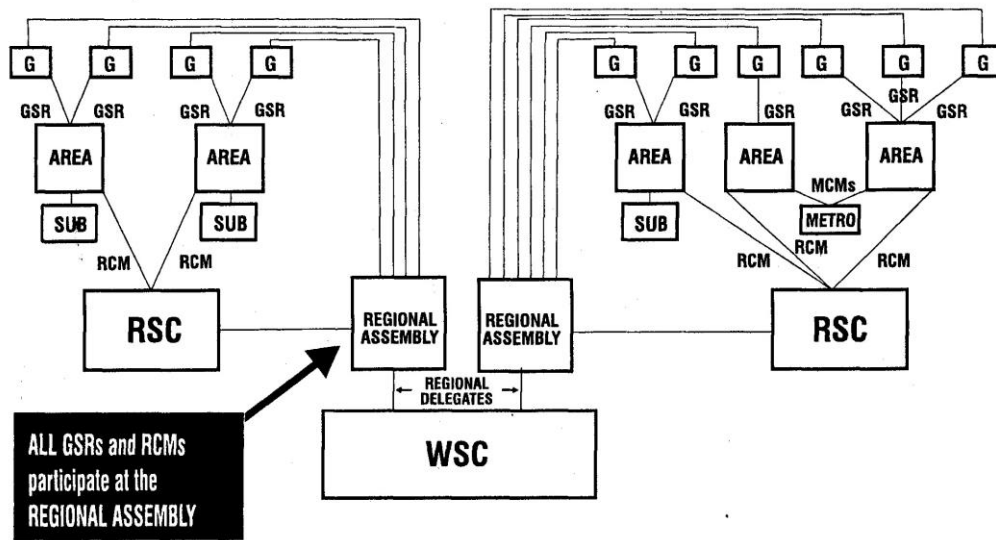 G G G G G G G G G G
GSR GSR GSR GSR GSR GSR GSR GSR GSR GSR
AREA AREA AREA AREA AREA
MCMs
SUB SUB SUB METRO
RCM RCM RCM RCM RCM
RSC REGIONAL ASSEMBLY REGIONAL ASSEMBLY RSC
REGIONAL
DELEGATES
WSC
ALL GSRs and RCMs
participate at the
REGIONAL ASSEMBLY